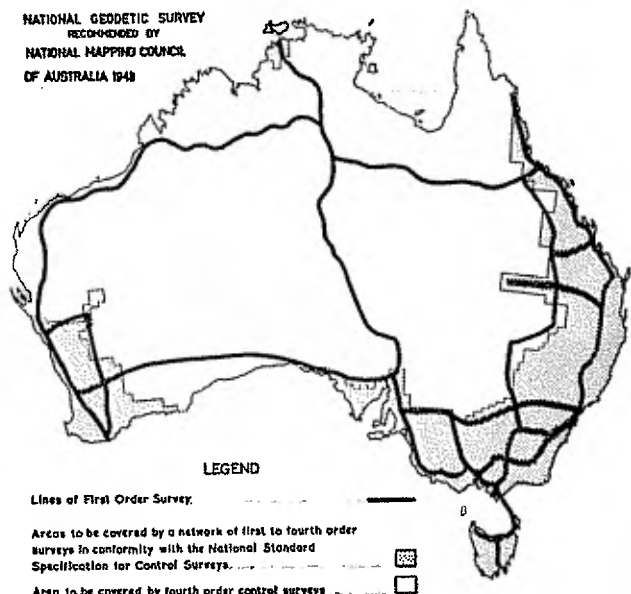 NATIONAL GEODETIC SURVEY
RECOMMENDED BY
NATIONAL MAPPING COUNCIL
OF AUSTRALIA 1948
LEGEND
Lines of First Order Survey
Areas to be covered by a network of first to fourth order
surveys in conformity with the National Standard
Specification for Control Surveys
Area to be covered by fourth order control surveys